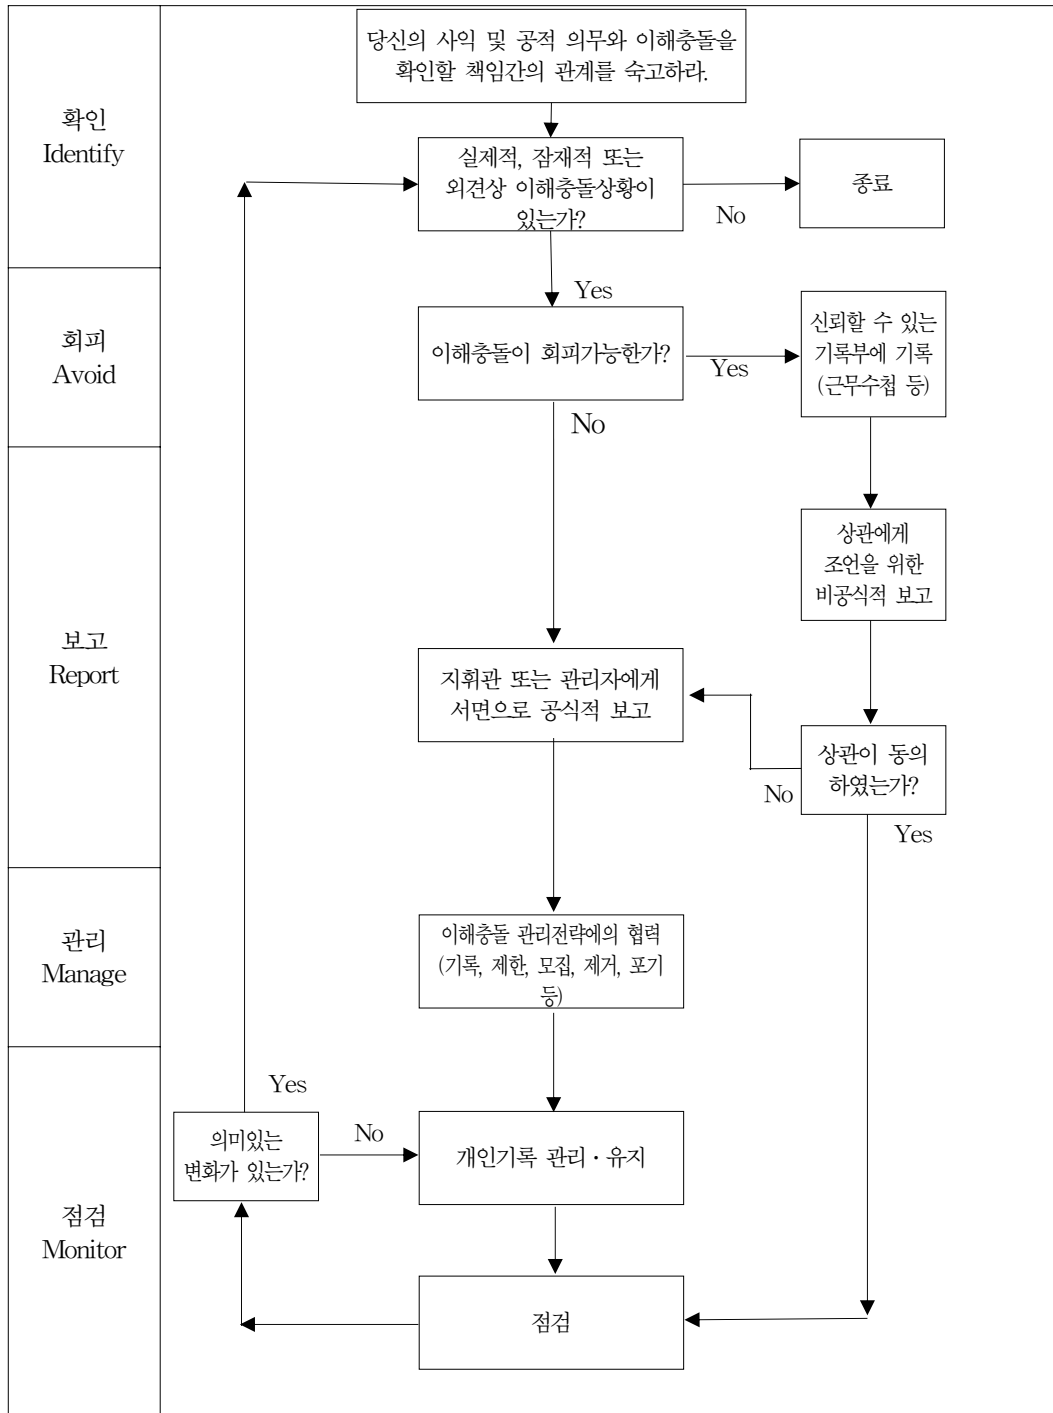 당신의 사익 및 공적 의무와 이해충돌을
확인할 책임간의 관계를 숙고하라.
확인
Identify
실제적, 잠재적 또는
외견상 이해충돌상황이
있는가?
No
종료
Yes
회피
Avoid
이해충돌이 회피가능한가?
Yes
신뢰할 수 있는
기록부에 기록
(근무수첩 등)
No
상관에게
조언을 위한
비공식적 보고
보고
Report
지휘관 또는 관리자에게
서면으로 공식적 보고
상관이 동의
하였는가?
No
Yes
관리
Manage
이해충돌 관리전략에의 협력
(기록, 제한, 모집, 제거, 포기
등)
Yes
의미있는
변화가 있는가?
No
개인기록 관리·유지
점검
Monitor
점검